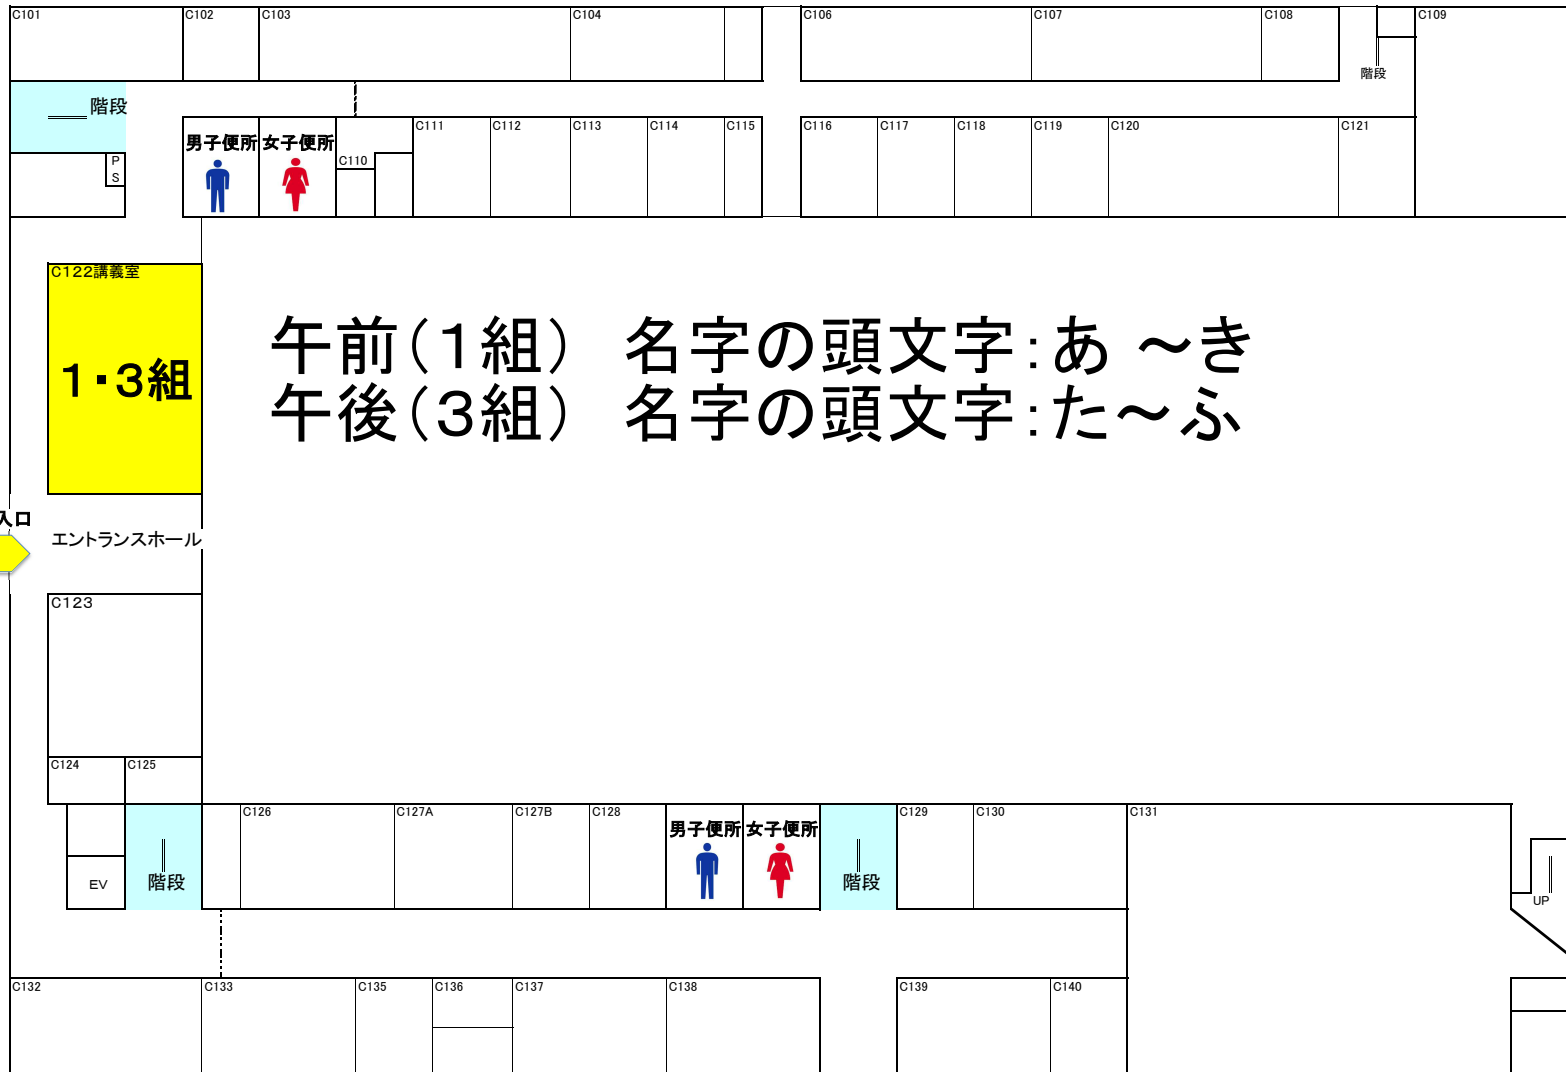 C101
C102
C103
C104
C106
C107
C108
C109
階段
階段
PS
男子便所
女子便所
C110
C111
C112
C113
C114
C115
C116
C117
C118
C119
C120
C121
C122講義室
1・3組
午前(1組) 名字の頭文字:あ ～き
午後(3組) 名字の頭文字:た～ふ
入口
エントランスホール
C123
C124
C125
EV
階段
C126
C127A
C127B
C128
男子便所
女子便所
階段
C129
C130
C131
UP
C132
C133
C135
C136
C137
C138
C139
C140